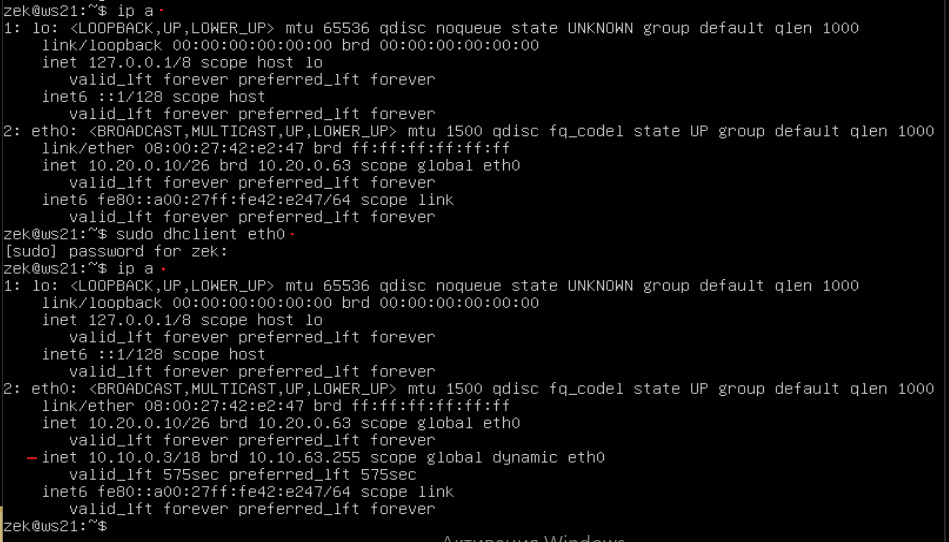 zek@ws21:~$ ip a
1: lo: <LOOPBACK,UP,LOWER_UP> mtu 65536 qdisc noqueue state UNKNOWN group default qlen 1000
    link/loopback 00:00:00:00:00:00 brd 00:00:00:00:00:00
    inet 127.0.0.1/8 scope host lo
       valid_lft forever preferred_lft forever
    inet6 ::1/128 scope host
       valid_lft forever preferred_lft forever
2: eth0: <BROADCAST,MULTICAST,UP,LOWER_UP> mtu 1500 qdisc fq_codel state UP group default qlen 1000
    link/ether 08:00:27:42:e2:47 brd ff:ff:ff:ff:ff:ff
    inet 10.20.0.10/26 brd 10.20.0.63 scope global eth0
       valid_lft forever preferred_lft forever
    inet6 fe80::a00:27ff:fe42:e247/64 scope link
       valid_lft forever preferred_lft forever
zek@ws21:~$ sudo dhclient eth0
[sudo] password for zek:
zek@ws21:~$ ip a
1: lo: <LOOPBACK,UP,LOWER_UP> mtu 65536 qdisc noqueue state UNKNOWN group default qlen 1000
    link/loopback 00:00:00:00:00:00 brd 00:00:00:00:00:00
    inet 127.0.0.1/8 scope host lo
       valid_lft forever preferred_lft forever
    inet6 ::1/128 scope host
       valid_lft forever preferred_lft forever
2: eth0: <BROADCAST,MULTICAST,UP,LOWER_UP> mtu 1500 qdisc fq_codel state UP group default qlen 1000
    link/ether 08:00:27:42:e2:47 brd ff:ff:ff:ff:ff:ff
    inet 10.20.0.10/26 brd 10.20.0.63 scope global eth0
       valid_lft forever preferred_lft forever
    inet 10.10.0.3/18 brd 10.10.63.255 scope global dynamic eth0
       valid_lft 575sec preferred_lft 575sec
    inet6 fe80::a00:27ff:fe42:e247/64 scope link
       valid_lft forever preferred_lft forever
zek@ws21:~$
Активация Windows